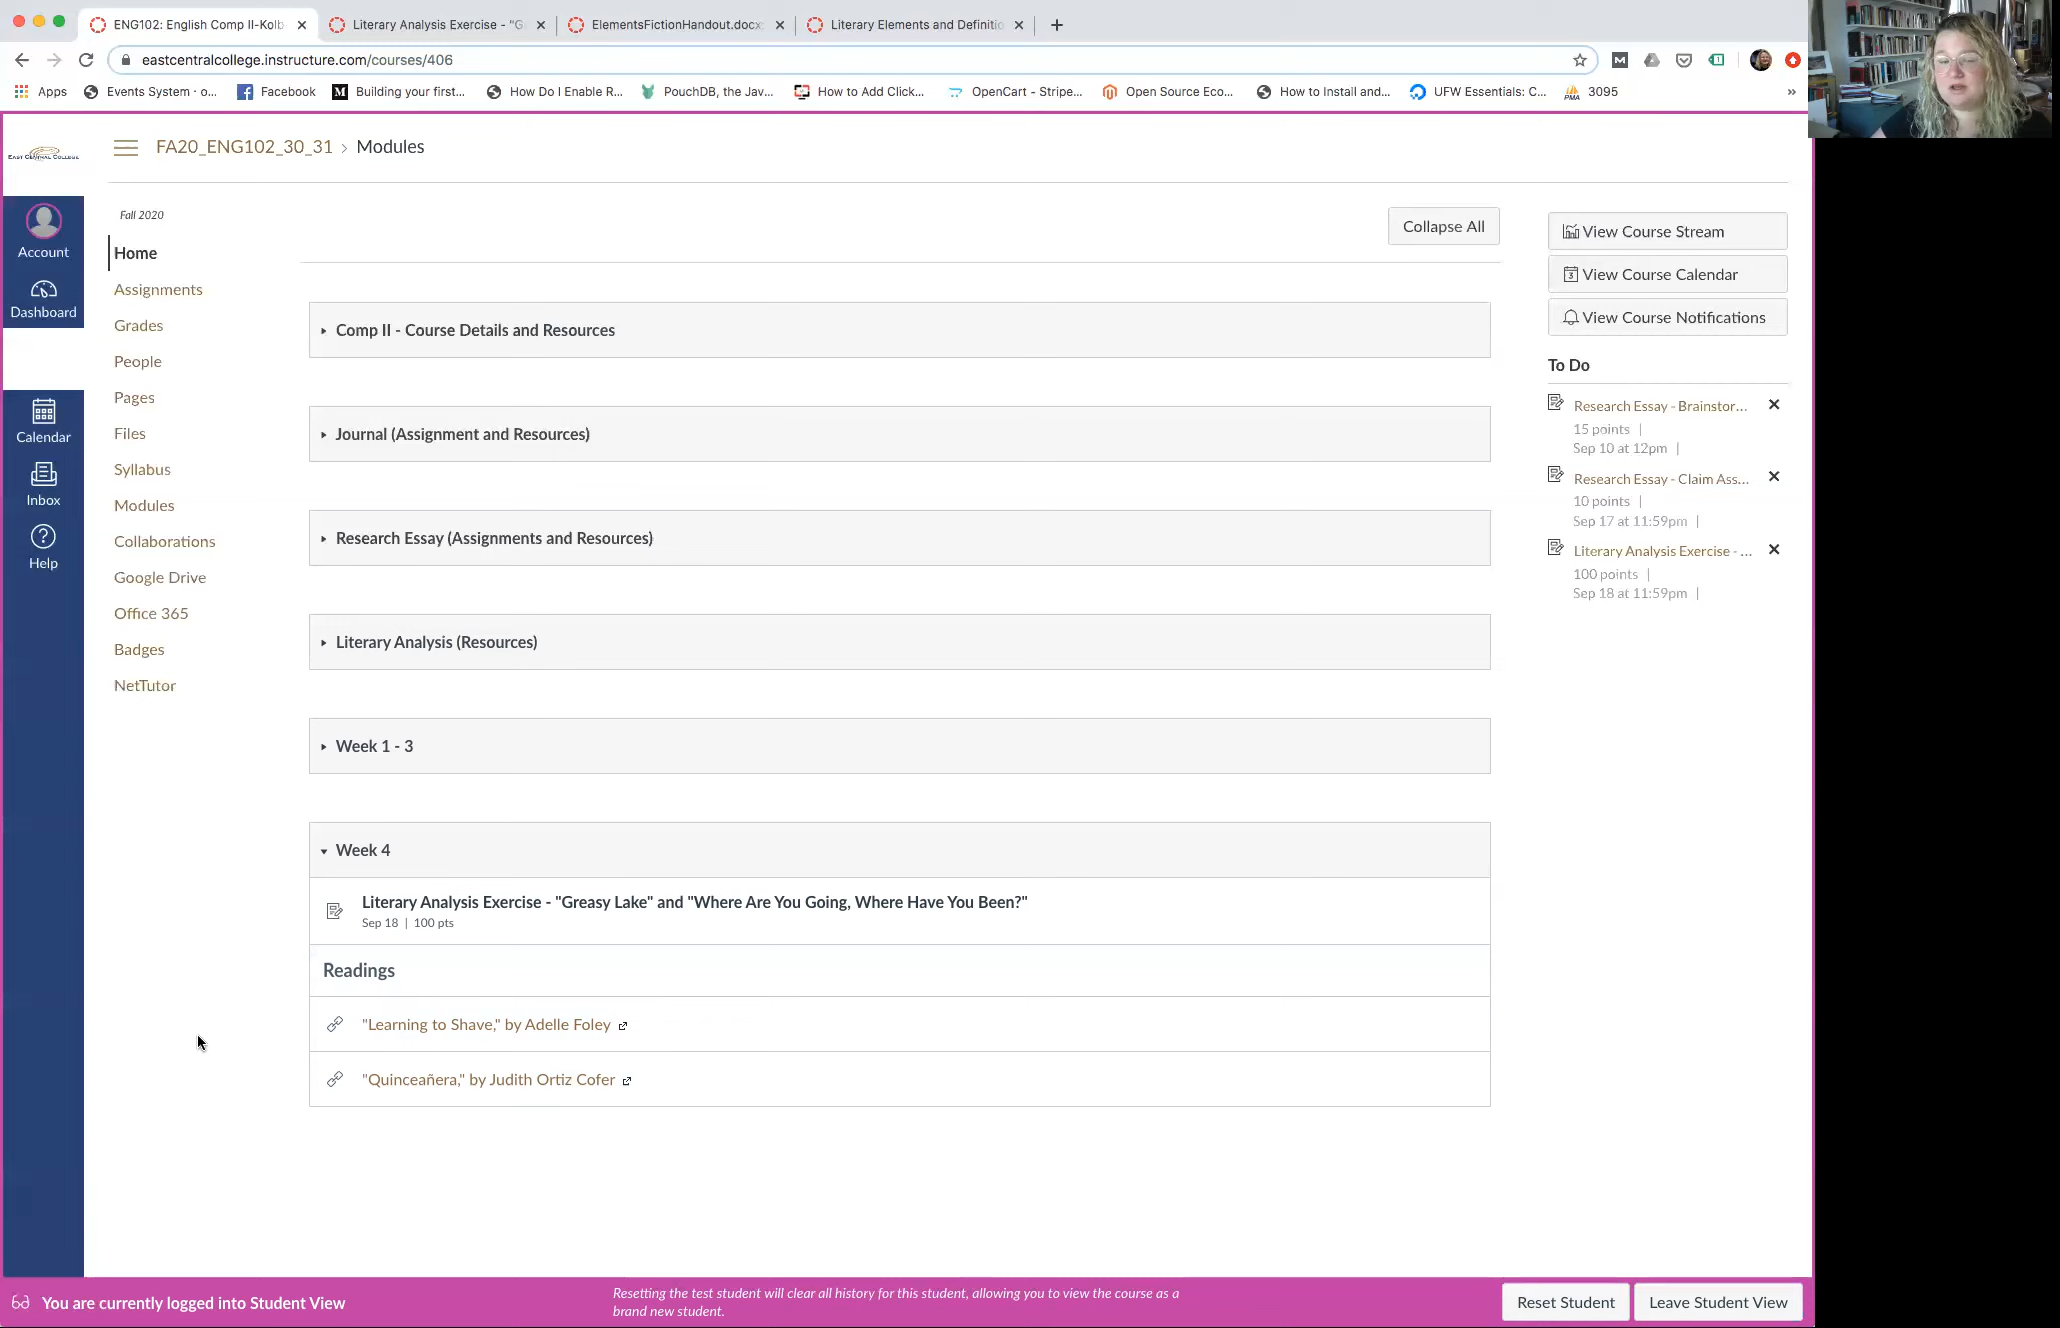 ENG102: English Comp II-Kolb
Literary Analysis Exercise - "G
ElementsFictionHandout.docx
Literary Elements and Definitio
eastcentralcollege.instructure.com/courses/406
Apps
Events System · o...
Facebook
Building your first...
How Do I Enable R...
PouchDB, the Jav...
How to Add Click...
OpenCart - Stripe...
Open Source Eco...
How to Install and...
UFW Essentials: C...
3095
EAST CENTRAL COLLEGE
FA20_ENG102_30_31 › Modules
Account
Dashboard
Calendar
Inbox
Help
Fall 2020
Home
Assignments
Grades
People
Pages
Files
Syllabus
Modules
Collaborations
Google Drive
Office 365
Badges
NetTutor
Collapse All
Comp II - Course Details and Resources
Journal (Assignment and Resources)
Research Essay (Assignments and Resources)
Literary Analysis (Resources)
Week 1 - 3
Week 4
Literary Analysis Exercise - "Greasy Lake" and "Where Are You Going, Where Have You Been?"
Sep 18 | 100 pts
Readings
"Learning to Shave," by Adelle Foley
"Quinceañera," by Judith Ortiz Cofer
View Course Stream
View Course Calendar
View Course Notifications
To Do
Research Essay - Brainstor...
15 points |
Sep 10 at 12pm |
Research Essay - Claim Ass...
10 points |
Sep 17 at 11:59pm |
Literary Analysis Exercise - ...
100 points |
Sep 18 at 11:59pm |
You are currently logged into Student View
Resetting the test student will clear all history for this student, allowing you to view the course as a
brand new student.
Reset Student
Leave Student View